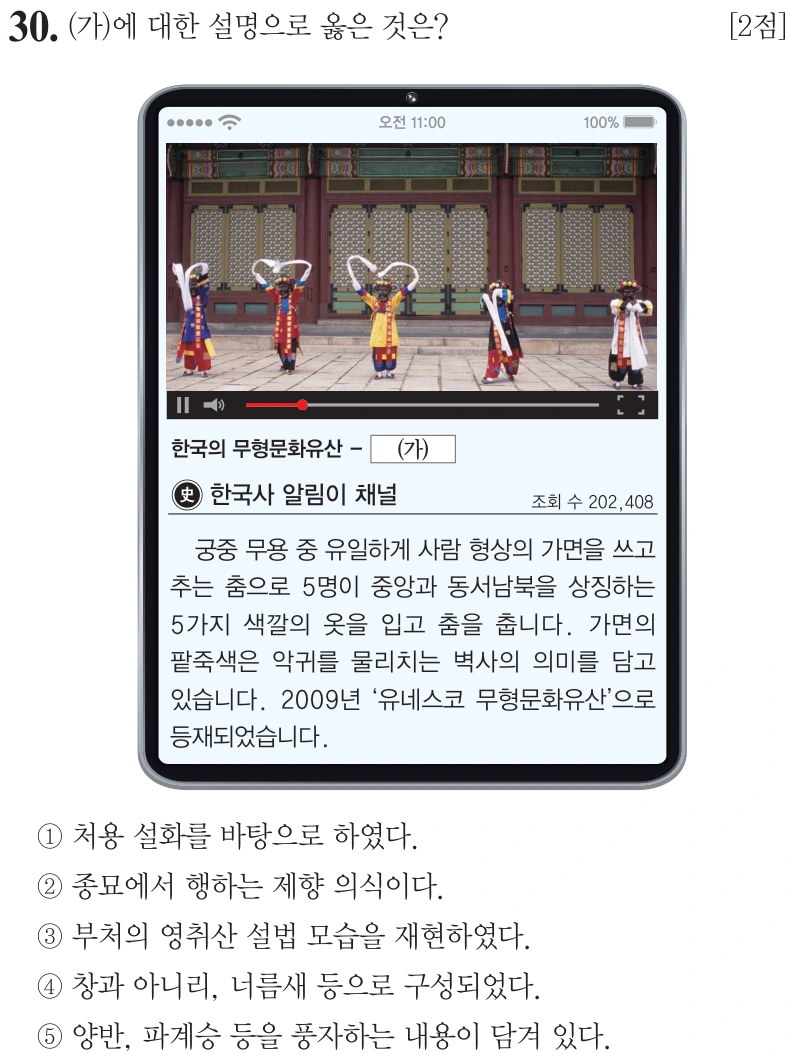 30. (가)에 대한 설명으로 옳은 것은? [2점]
오전 11:00 100%
한국의 무형문화유산 - (가)
史 한국사 알림이 채널 조회 수 202,408
궁중 무용 중 유일하게 사람 형상의 가면을 쓰고
추는 춤으로 5명이 중앙과 동서남북을 상징하는
5가지 색깔의 옷을 입고 춤을 춥니다. 가면의
팥죽색은 악귀를 물리치는 벽사의 의미를 담고
있습니다. 2009년 ‘유네스코 무형문화유산’으로
등재되었습니다.
① 처용 설화를 바탕으로 하였다.
② 종묘에서 행하는 제향 의식이다.
③ 부처의 영취산 설법 모습을 재현하였다.
④ 창과 아니리, 너름새 등으로 구성되었다.
⑤ 양반, 파계승 등을 풍자하는 내용이 담겨 있다.